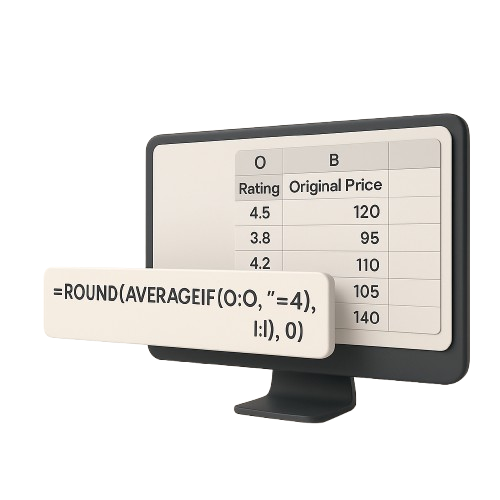 O B
Rating Original Price
4.5 120
3.8 95
4.2 110
105
140
=ROUND(AVERAGEIF(O:O, "=4),
I:I), 0)